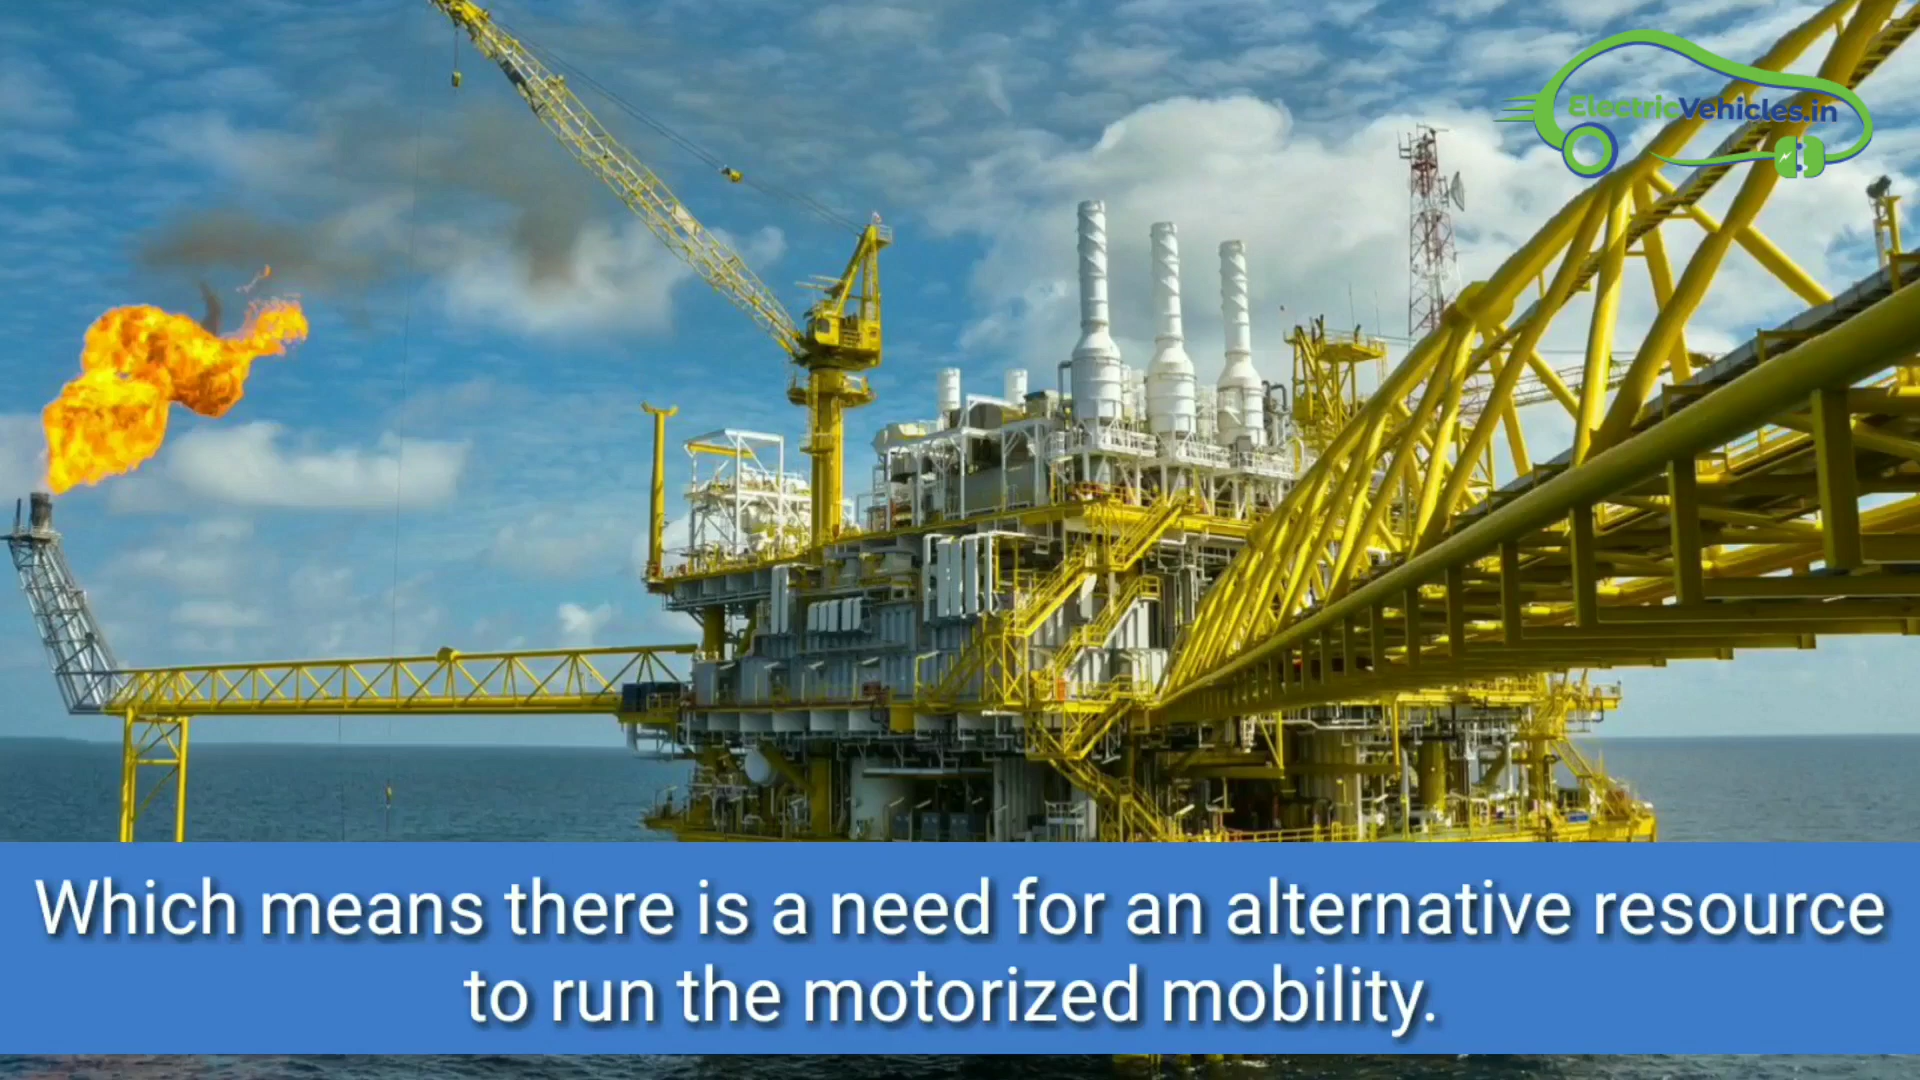 ElectricVehicles.in
Which means there is a need for an alternative resource
to run the motorized mobility.